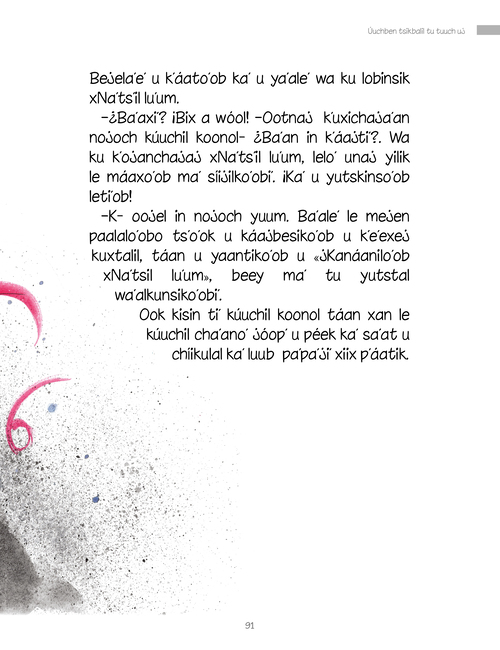 Úuchben tsikbalil tu tuuch uj
Bejela'e' u k'áato'ob ka' u ya'ale' wa ku lobinsik
xNa'tsil lu'um.
–¿Ba'axi'? ¡Bix a wóol! –Ootnaj k'uxichaja'an
nojoch kúuchil koonol- ¿Ba'an in k'áajti'?. Wa
ku k'ojanchajaj xNa'tsil lu'um, lelo' unaj yilik
le máaxo'ob ma' síijilko'obi'. ¡Ka' u yutskinso'ob
leti'ob!
–K- oojel in nojoch yuum. Ba'ale' le mejen
paalalo'obo ts'o'ok u káajbesiko'ob u k'e'exej
kuxtalil, táan u yaantiko'ob u «jKanáanilo'ob
xNa'tsil lu'um», beey ma' tu yutstal
wa'alkunsiko'obi'.
Ook kisin ti' kúuchil koonol táan xan le
kúuchil cha'ano' jóop' u péek ka' sa'at u
chíikulal ka' luub pa'pa'ji' xiix p'áatik.
91